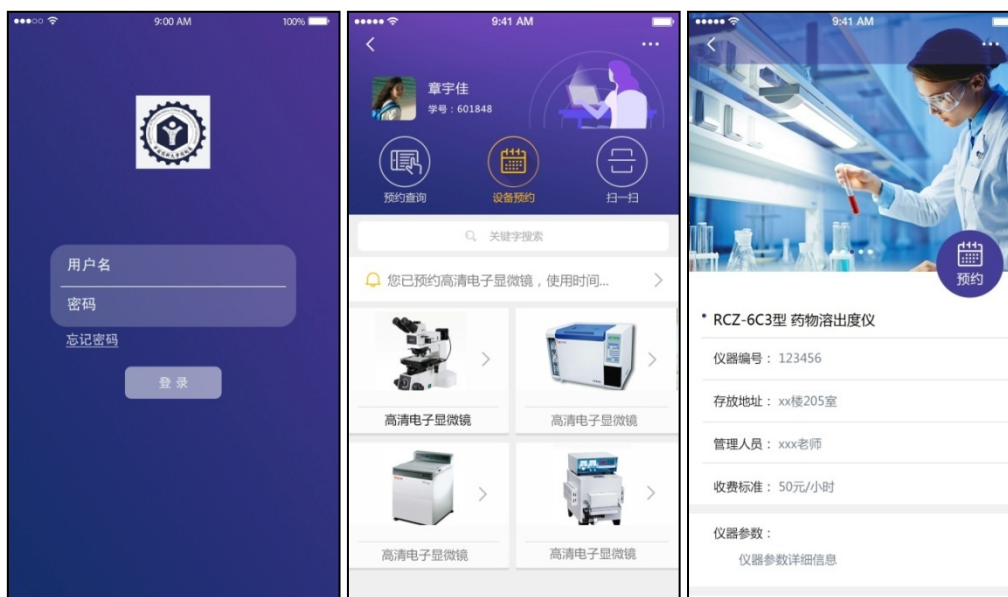 9:00 AM
100%
用户名
密码
忘记密码
登录
9:41 AM
章宇佳
学号：601848
预约查询
设备预约
扫一扫
关键字搜索
您已预约高清电子显微镜，使用时间...
高清电子显微镜
高清电子显微镜
高清电子显微镜
高清电子显微镜
9:41 AM
预约
RCZ-6C3型 药物溶出度仪
仪器编号： 123456
存放地址： xx楼205室
管理人员： xxx老师
收费标准： 50元/小时
仪器参数：
仪器参数详细信息